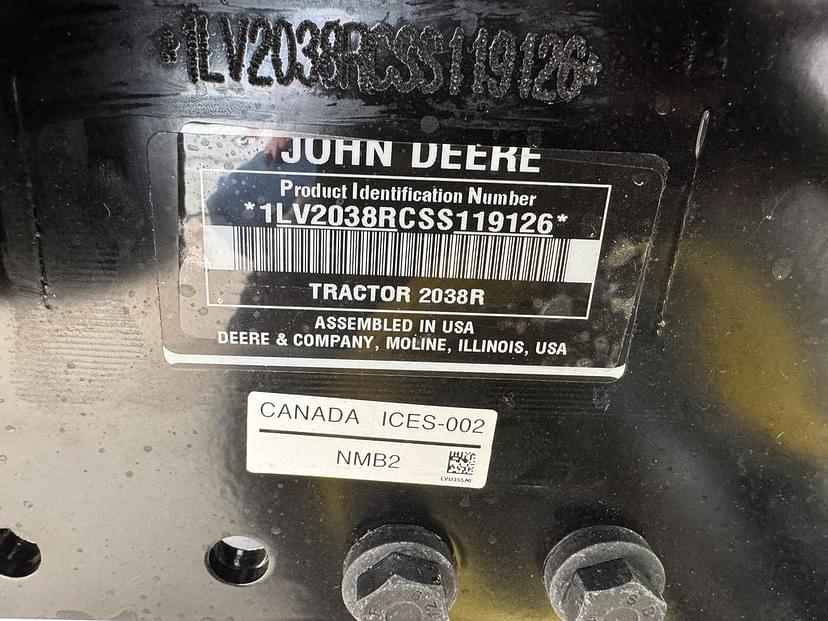 *1LV2038RCSS119126*
JOHN DEERE
Product Identification Number
*1LV2038RCSS119126*
TRACTOR 2038R
ASSEMBLED IN USA
DEERE & COMPANY, MOLINE, ILLINOIS, USA
CANADA ICES-002
NMB2